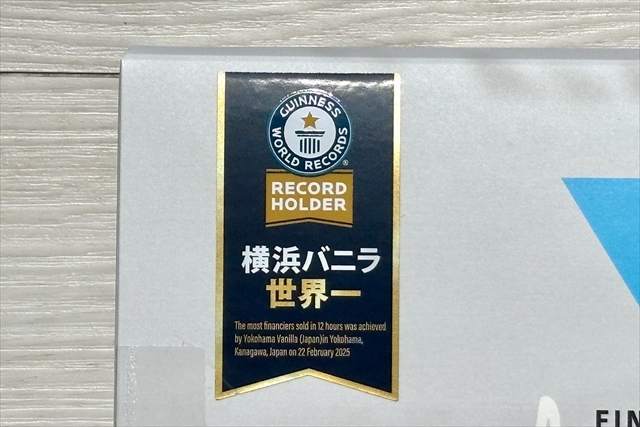 GUINNESS
WORLD RECORDS
®
RECORD
HOLDER
横浜バニラ
世界一
The most financiers sold in 12 hours was achieved
by Yokohama Vanilla (Japan)in Yokohama,
Kanagawa, Japan on 22 February 2025
FIN